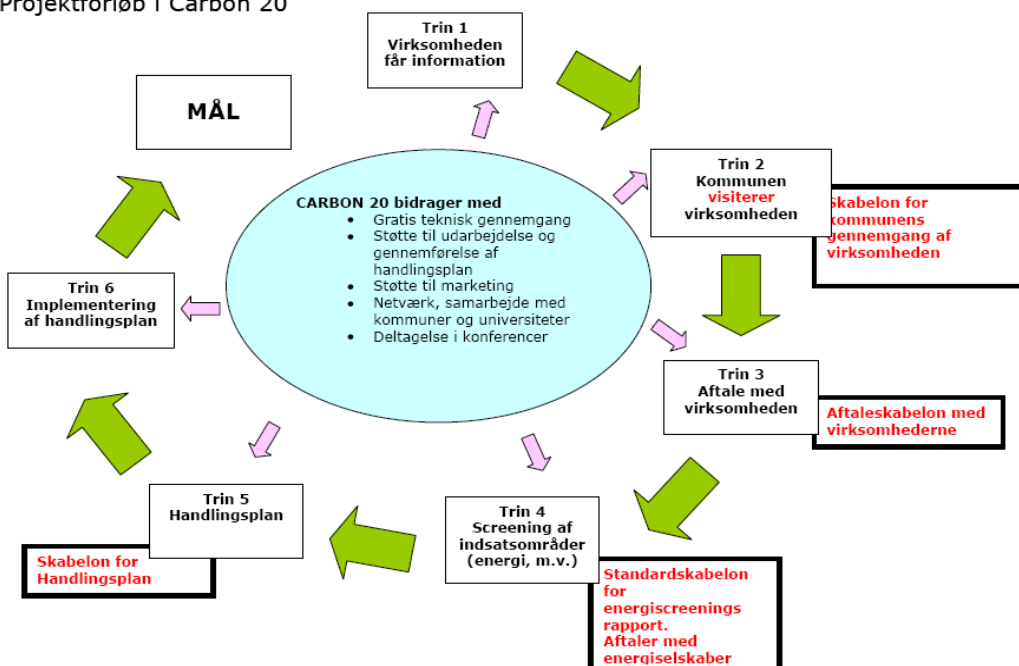 Projektforløb i Carbon 20
Trin 1
Virksomheden
får information
MÅL
Trin 2
Kommunen
visiterer
virksomheden
Skabelon for
kommunens
gennemgang af
virksomheden
CARBON 20 bidrager med
• Gratis teknisk gennemgang
• Støtte til udarbejdelse og
gennemførelse af
handlingsplan
• Støtte til marketing
• Netværk, samarbejde med
kommuner og universiteter
• Deltagelse i konferencer
Trin 6
Implementering
af handlingsplan
Trin 3
Aftale med
virksomheden
Aftaleskabelon med
virksomhederne
Trin 5
Handlingsplan
Skabelon for
Handlingsplan
Trin 4
Screening af
indsatsområder
(energi, m.v.)
Standardskabelon
for
energiscreenings
rapport.
Aftaler med
energiselskaber